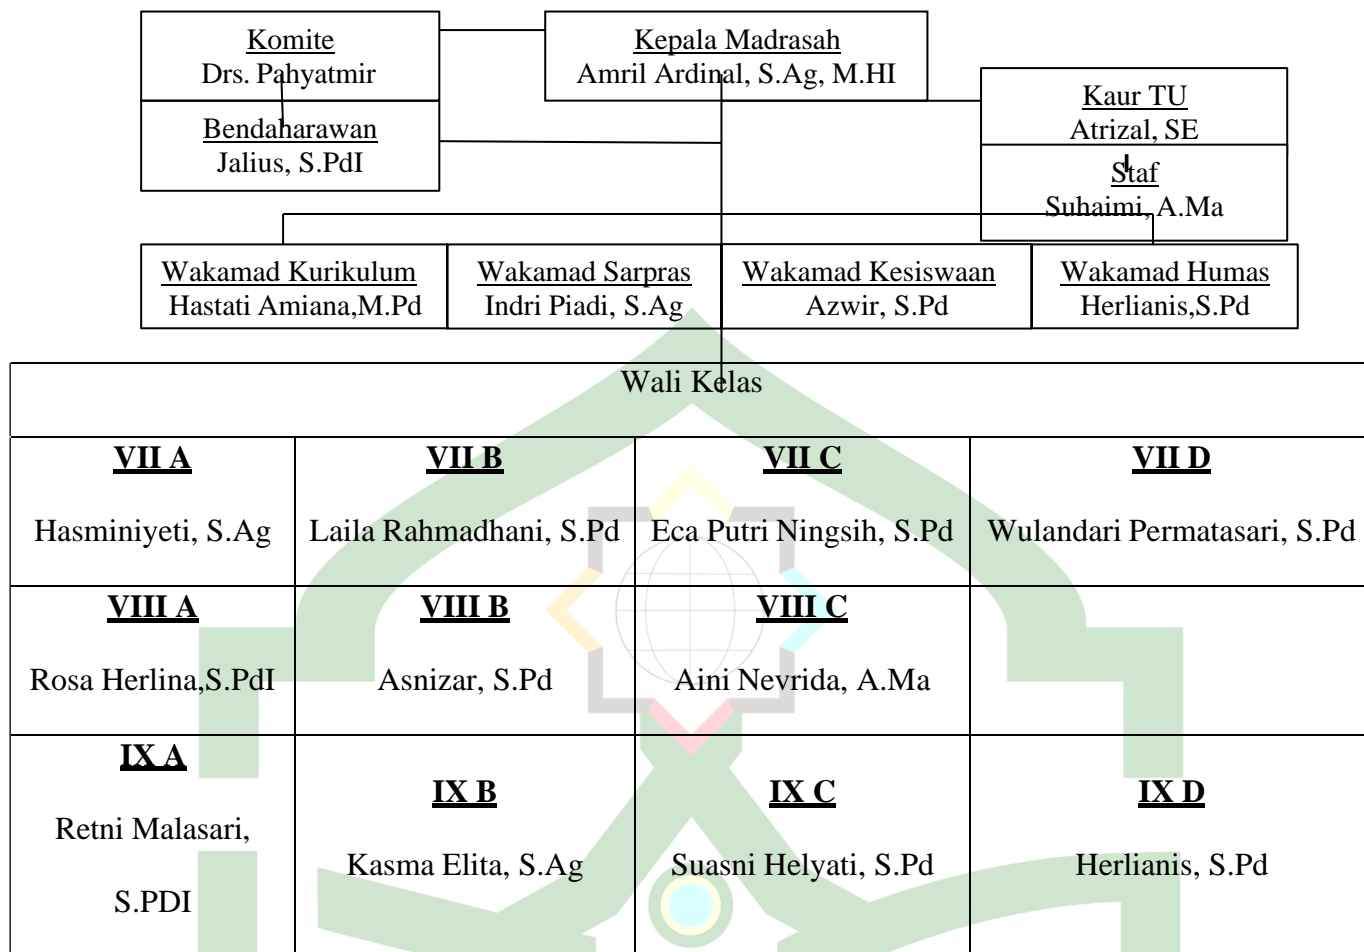 Komite
Drs. Pahyatmir
Kepala Madrasah
Amril Ardinal, S.Ag, M.HI
Kaur TU
Atrizal, SE
Bendaharawan
Jalius, S.PdI
Staf
Suhaimi, A.Ma
Wakamad Kurikulum
Hastati Amiana,M.Pd
Wakamad Sarpras
Indri Piadi, S.Ag
Wakamad Kesiswaan
Azwir, S.Pd
Wakamad Humas
Herlianis,S.Pd
Wali Kelas
VII A
Hasminiyeti, S.Ag
VII B
Laila Rahmadhani, S.Pd
VII C
Eca Putri Ningsih, S.Pd
VII D
Wulandari Permatasari, S.Pd
VIII A
Rosa Herlina,S.PdI
VIII B
Asnizar, S.Pd
VIII C
Aini Nevrida, A.Ma
IX A
Retni Malasari,
S.PDI
IX B
Kasma Elita, S.Ag
IX C
Suasni Helyati, S.Pd
IX D
Herlianis, S.Pd